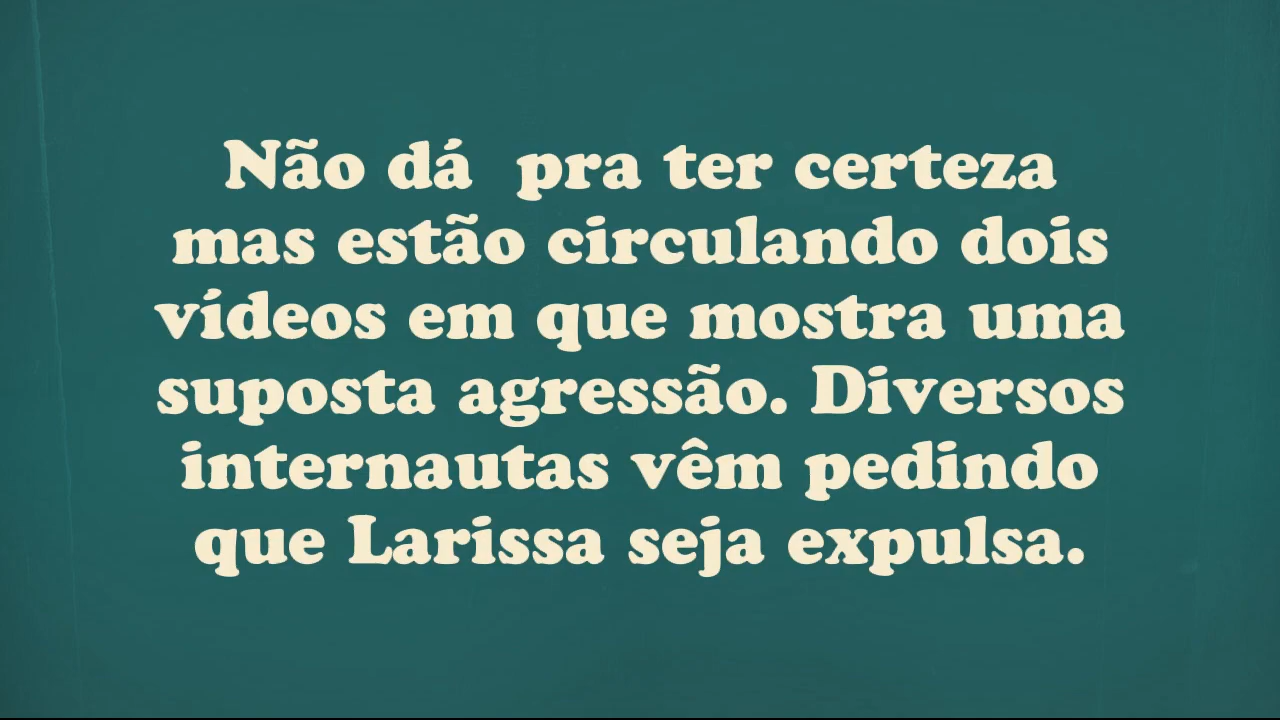 Não dá  pra ter certeza
mas estão circulando dois
vídeos em que mostra uma
suposta agressão. Diversos
internautas vêm pedindo
que Larissa seja expulsa.